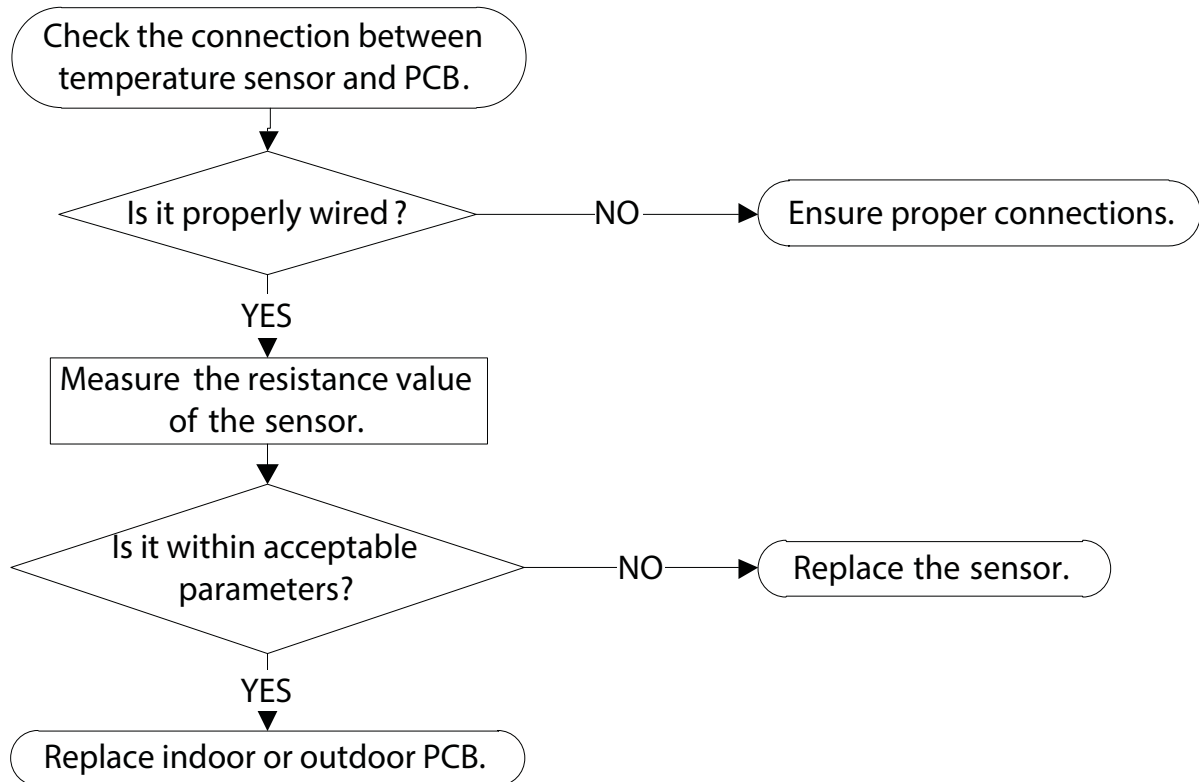 Check the connection between
temperature sensor and PCB.
Is it properly wired?
NO
Ensure proper connections.
YES
Measure the resistance value
of the sensor.
Is it within acceptable
parameters?
NO
Replace the sensor.
YES
Replace indoor or outdoor PCB.